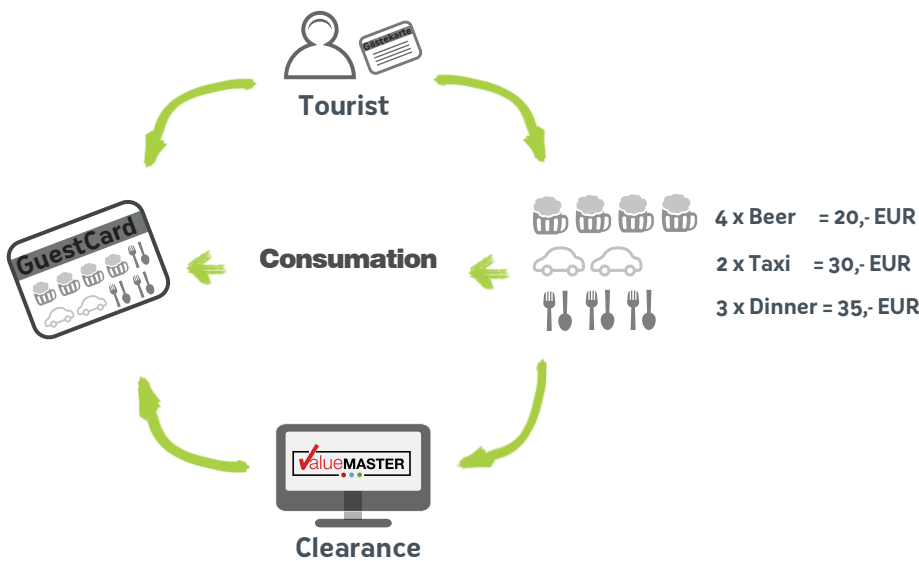 Gästekarte
Tourist
GuestCard
Consumation
4 x Beer = 20,- EUR
2 x Taxi = 30,- EUR
3 x Dinner = 35,- EUR
ValueMASTER
Clearance